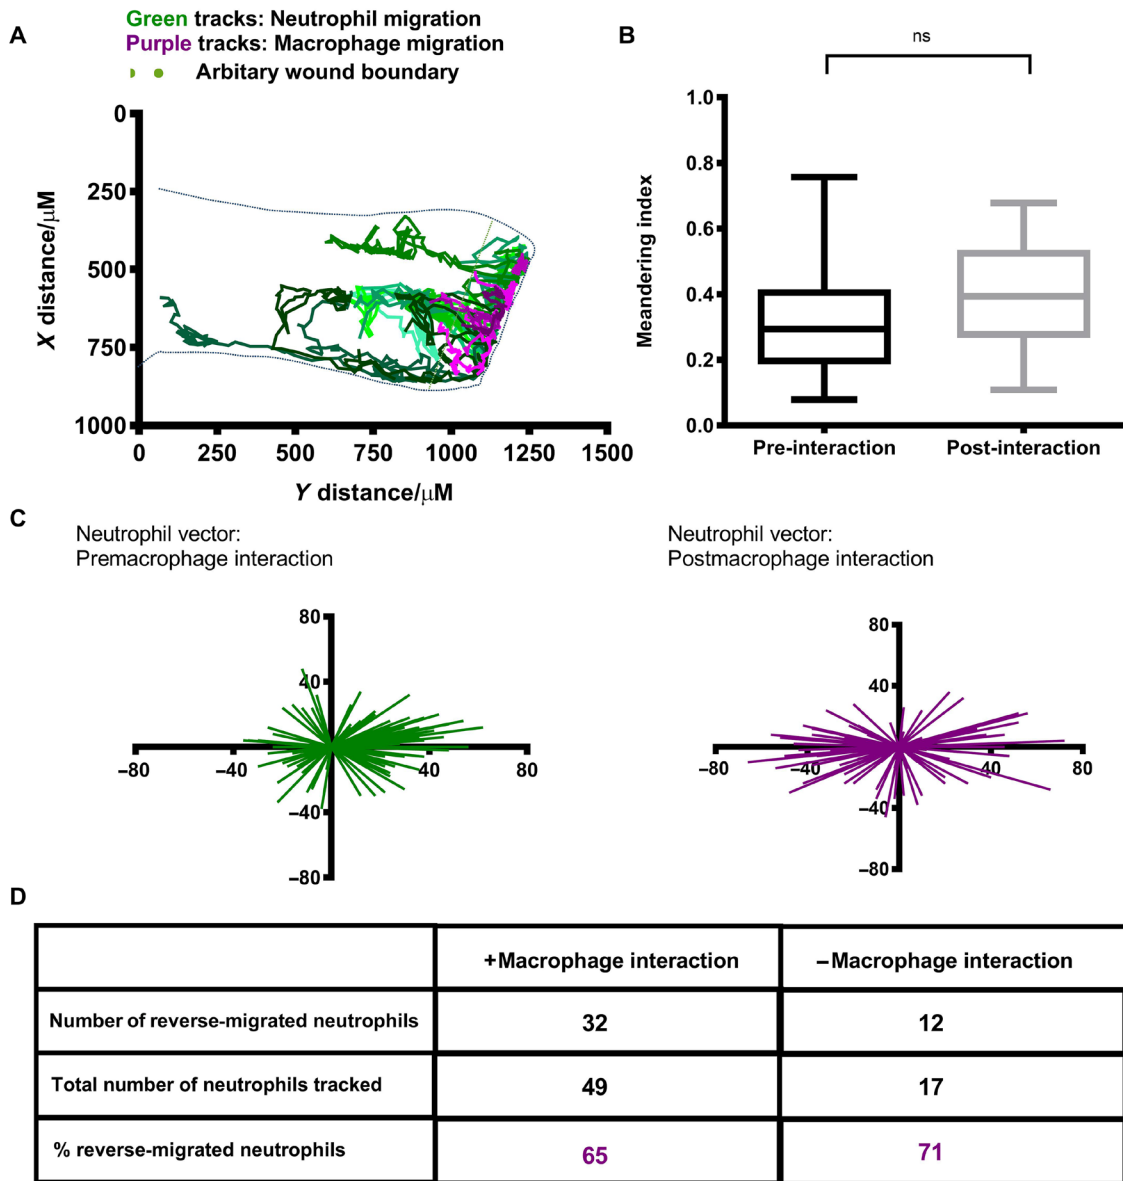 A
Green tracks: Neutrophil migration
Purple tracks: Macrophage migration
Arbitary wound boundary
0
250
500
750
1000
X distance/μM
0 250 500 750 1000 1250 1500
Y distance/μM
B
ns
1.0
0.8
0.6
0.4
0.2
0.0
Meandering index
Pre-interaction Post-interaction
C
Neutrophil vector:
Premacrophage interaction
80
40
–80 –40 40 80
–40
–80
Neutrophil vector:
Postmacrophage interaction
80
40
–80 –40 40 80
–40
–80
D
+Macrophage interaction –Macrophage interaction
Number of reverse-migrated neutrophils 32 12
Total number of neutrophils tracked 49 17
% reverse-migrated neutrophils 65 71